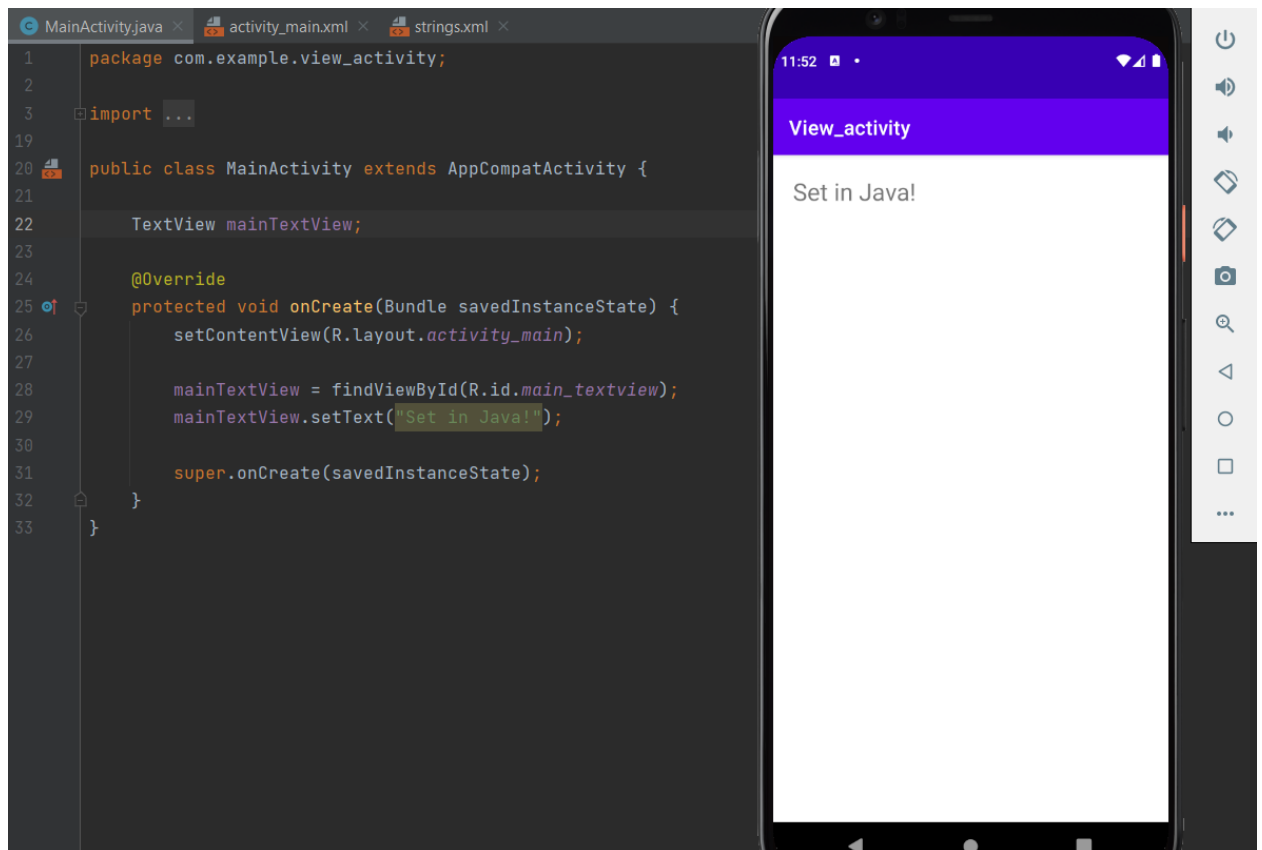 MainActivity.java activity_main.xml strings.xml
1 package com.example.view_activity;
2
3 import ...
19
20 public class MainActivity extends AppCompatActivity {
21
22 TextView mainTextView;
23
24 @Override
25 protected void onCreate(Bundle savedInstanceState) {
26 setContentView(R.layout.activity_main);
27
28 mainTextView = findViewById(R.id.main_textview);
29 mainTextView.setText("Set in Java!");
30
31 super.onCreate(savedInstanceState);
32 }
33 }
11:52
View_activity
Set in Java!